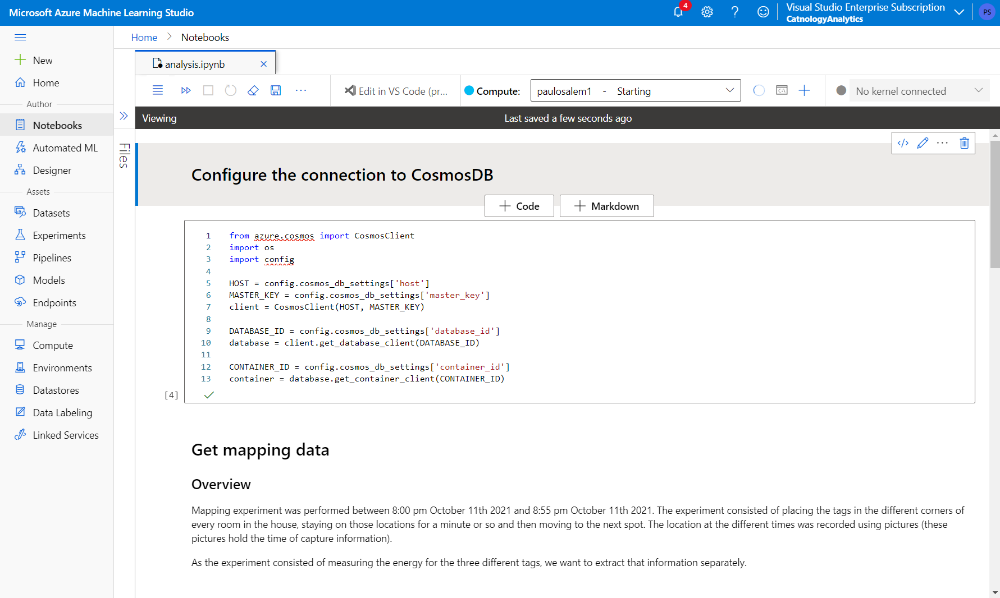 Microsoft Azure Machine Learning Studio
4
Visual Studio Enterprise Subscription
CatnologyAnalytics
PS
Home > Notebooks
New
Home
Author
Notebooks
Automated ML
Designer
Assets
Datasets
Experiments
Pipelines
Models
Endpoints
Manage
Compute
Environments
Datastores
Data Labeling
Linked Services
Files
analysis.ipynb
Edit in VS Code (pr...
Compute:
paulosalem1 - Starting
No kernel connected
Viewing
Last saved a few seconds ago
Configure the connection to CosmosDB
+ Code
+ Markdown
1 from azure.cosmos import CosmosClient
2 import os
3 import config
4
5 HOST = config.cosmos_db_settings['host']
6 MASTER_KEY = config.cosmos_db_settings['master_key']
7 client = CosmosClient(HOST, MASTER_KEY)
8
9 DATABASE_ID = config.cosmos_db_settings['database_id']
10 database = client.get_database_client(DATABASE_ID)
11
12 CONTAINER_ID = config.cosmos_db_settings['container_id']
13 container = database.get_container_client(CONTAINER_ID)
[4]
Get mapping data
Overview
Mapping experiment was performed between 8:00 pm October 11th 2021 and 8:55 pm October 11th 2021. The experiment consisted of placing the tags in the different corners of
every room in the house, staying on those locations for a minute or so and then moving to the next spot. The location at the different times was recorded using pictures (these
pictures hold the time of capture information).
As the experiment consisted of measuring the energy for the three different tags, we want to extract that information separately.